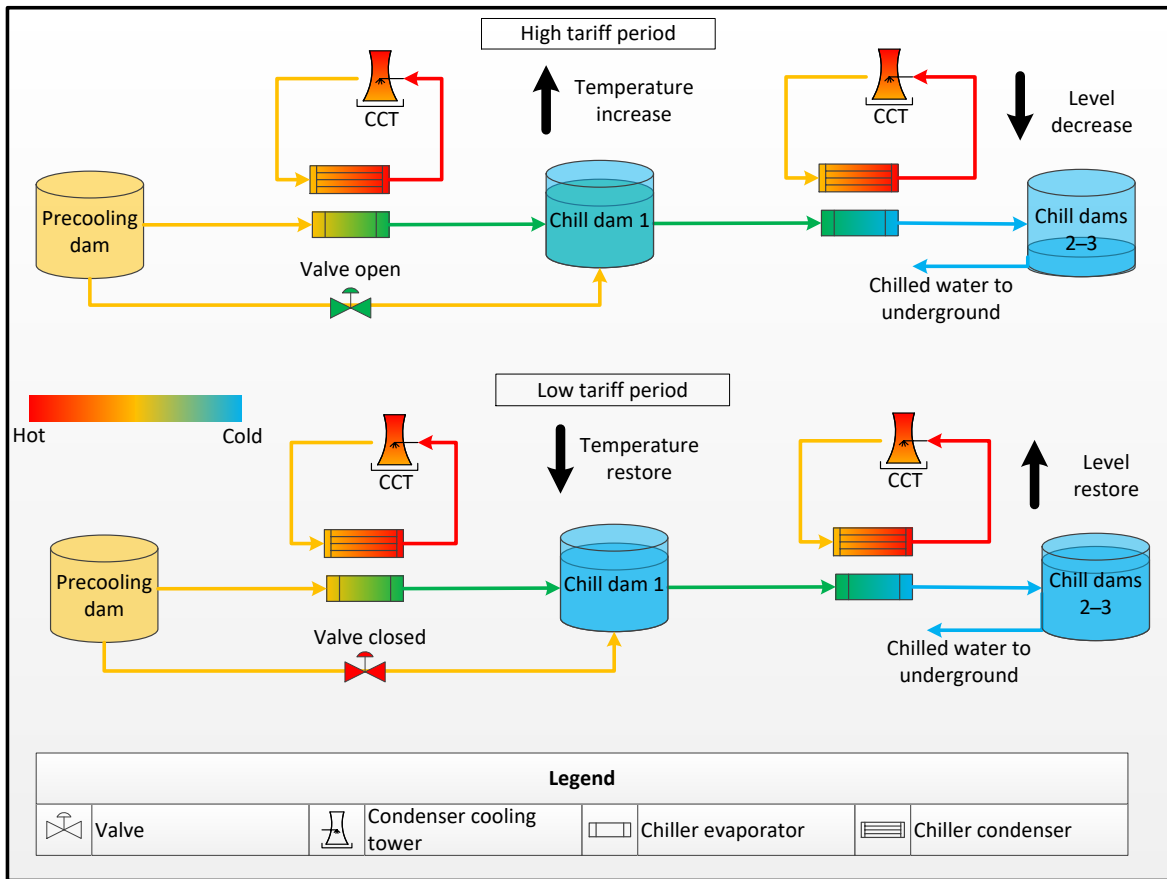 High tariff period
CCT
Temperature
increase
CCT
Level
decrease
Precooling
dam
Chill dam 1
Chill dams
2–3
Valve open
Chilled water to
underground
Low tariff period
Hot
Cold
CCT
Temperature
restore
CCT
Level
restore
Precooling
dam
Chill dam 1
Chill dams
2–3
Valve closed
Chilled water to
underground
Legend
Valve
Condenser cooling
tower
Chiller evaporator
Chiller condenser